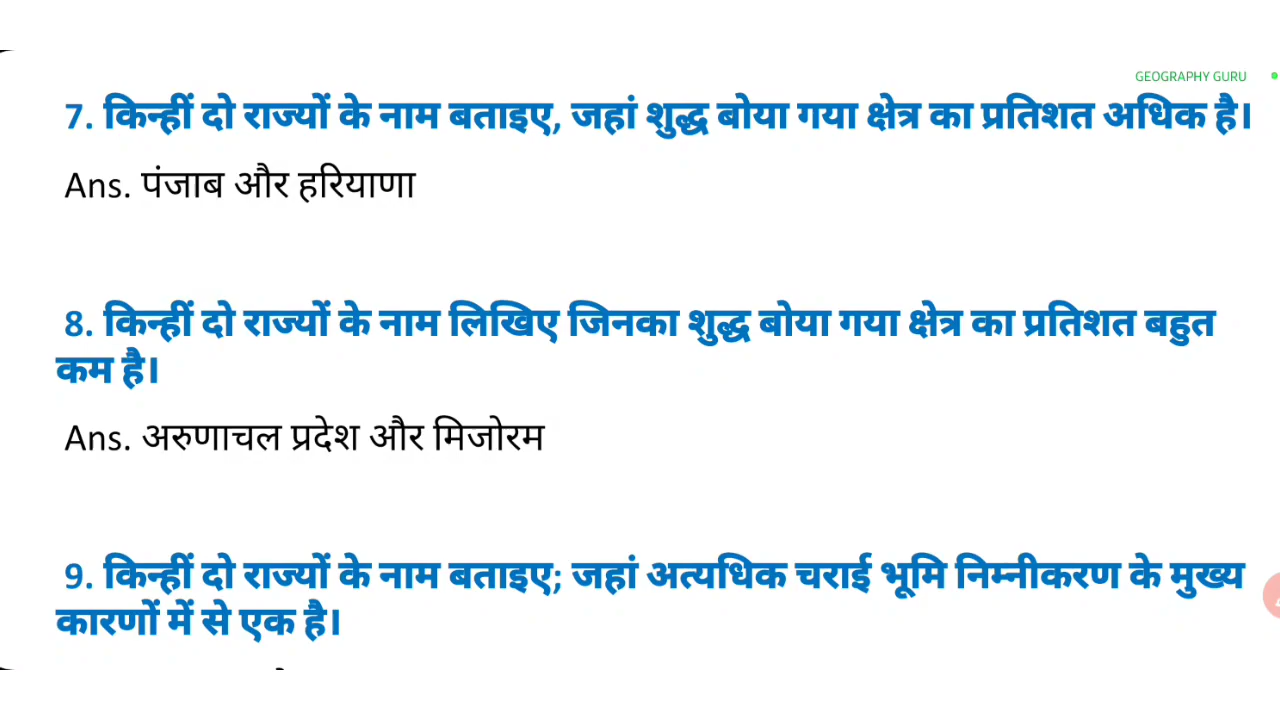 GEOGRAPHY GURU
7. किन्हीं दो राज्यों के नाम बताइए, जहां शुद्ध बोया गया क्षेत्र का प्रतिशत अधिक है।
Ans. पंजाब और हरियाणा
8. किन्हीं दो राज्यों के नाम लिखिए जिनका शुद्ध बोया गया क्षेत्र का प्रतिशत बहुत
कम है।
Ans. अरुणाचल प्रदेश और मिजोरम
9. किन्हीं दो राज्यों के नाम बताइए; जहां अत्यधिक चराई भूमि निम्नीकरण के मुख्य
कारणों में से एक है।